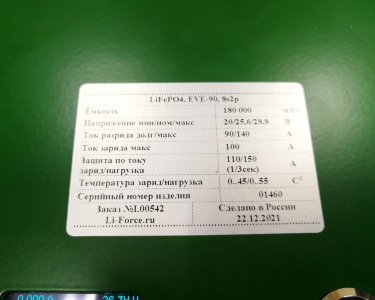 LiFePO4, EVE-90, 8s2p
Ёмкость 180 000 мАч
Напряжение мин/ном/макс 20/25,6/28,8 В
Ток разряда долг/макс 90/140 А
Ток заряда макс 100 А
Защита по току заряд/нагрузка 110/150 (1/3сек) А
Температура заряд/нагрузка 0..45/0..55 С°
Серийный номер изделия 01460
Заказ №L00542 Сделано в России
Li-Force.ru 22.12.2021
0.000 A